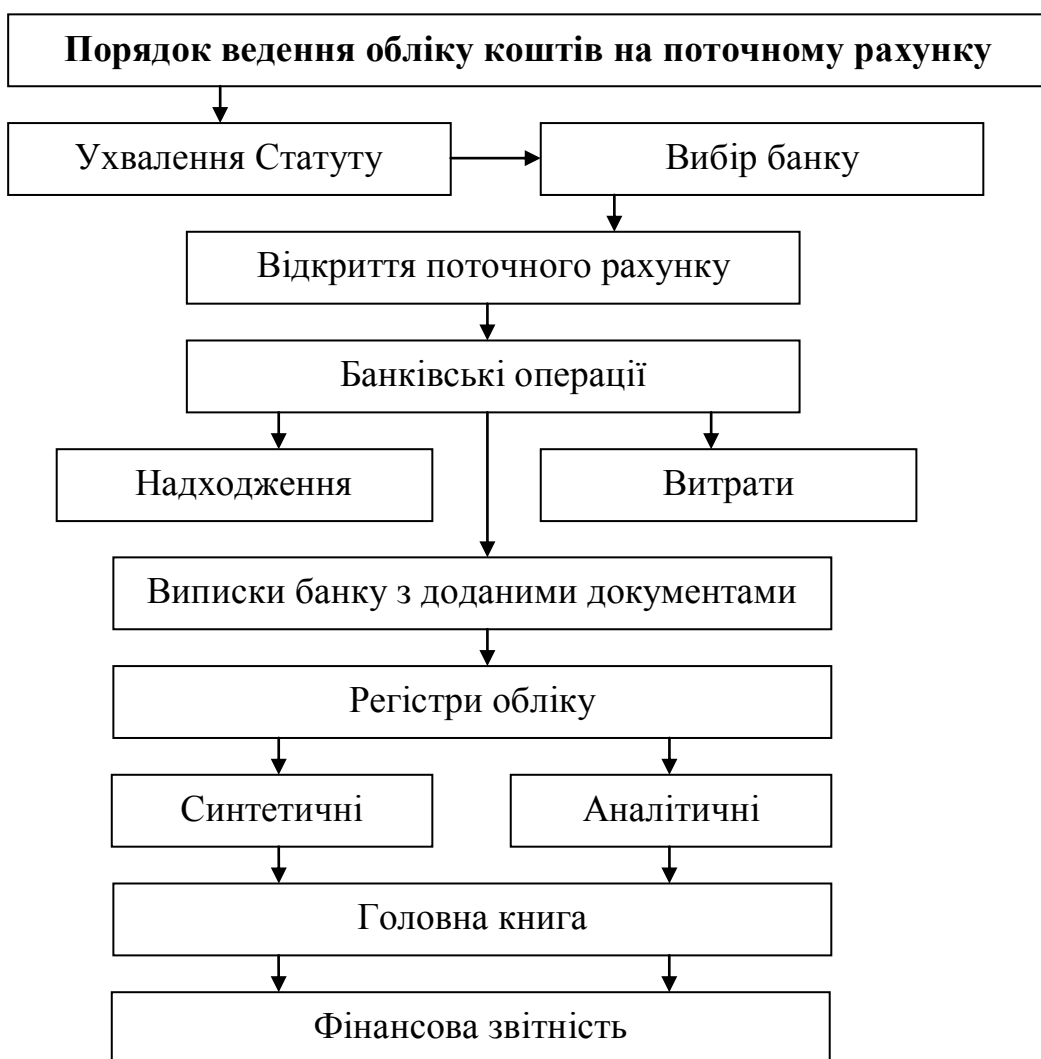 Порядок ведення обліку коштів на поточному рахунку
Ухвалення Статуту
Вибір банку
Відкриття поточного рахунку
Банківські операції
Надходження
Витрати
Виписки банку з доданими документами
Регістри обліку
Синтетичні
Аналітичні
Головна книга
Фінансова звітність